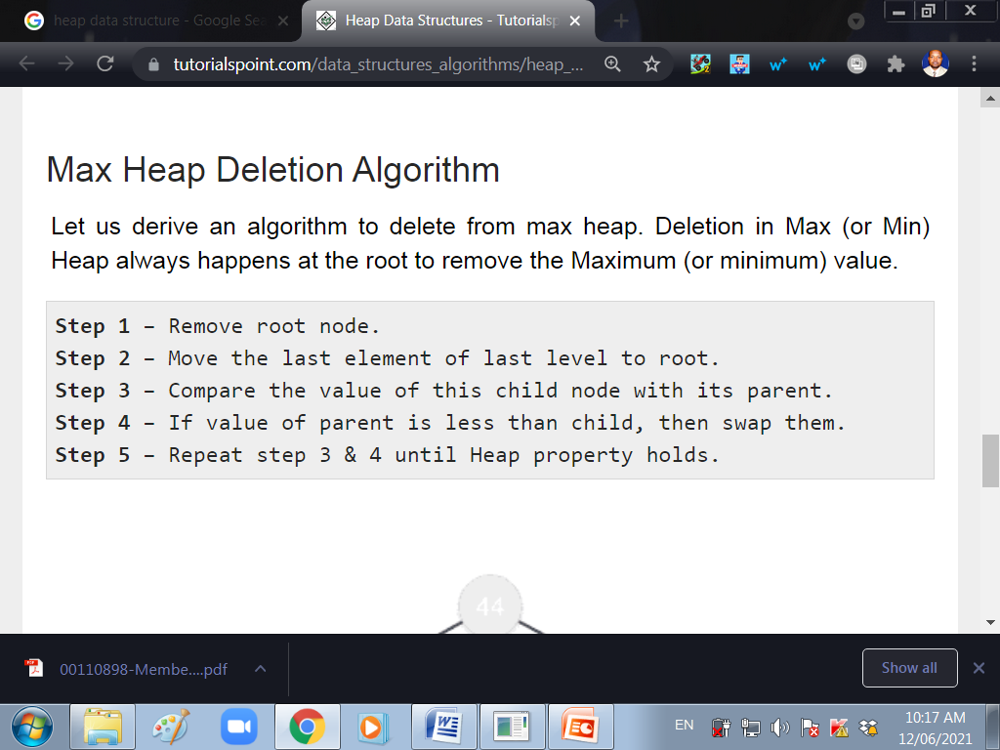 heap data structure - Google Sea
Heap Data Structures - Tutorialsp
tutorialspoint.com/data_structures_algorithms/heap_...
Max Heap Deletion Algorithm
Let us derive an algorithm to delete from max heap. Deletion in Max (or Min)
Heap always happens at the root to remove the Maximum (or minimum) value.
Step 1 − Remove root node.
Step 2 − Move the last element of last level to root.
Step 3 − Compare the value of this child node with its parent.
Step 4 − If value of parent is less than child, then swap them.
Step 5 − Repeat step 3 & 4 until Heap property holds.
44
00110898-Membe....pdf
Show all
EN
10:17 AM
12/06/2021